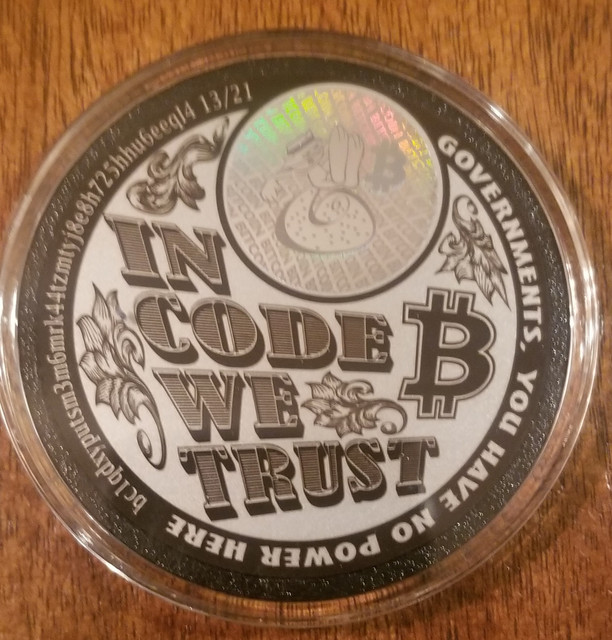 IN
CODE
WE
TRUST
GOVERNMENTS YOU HAVE NO POWER HERE
13/21